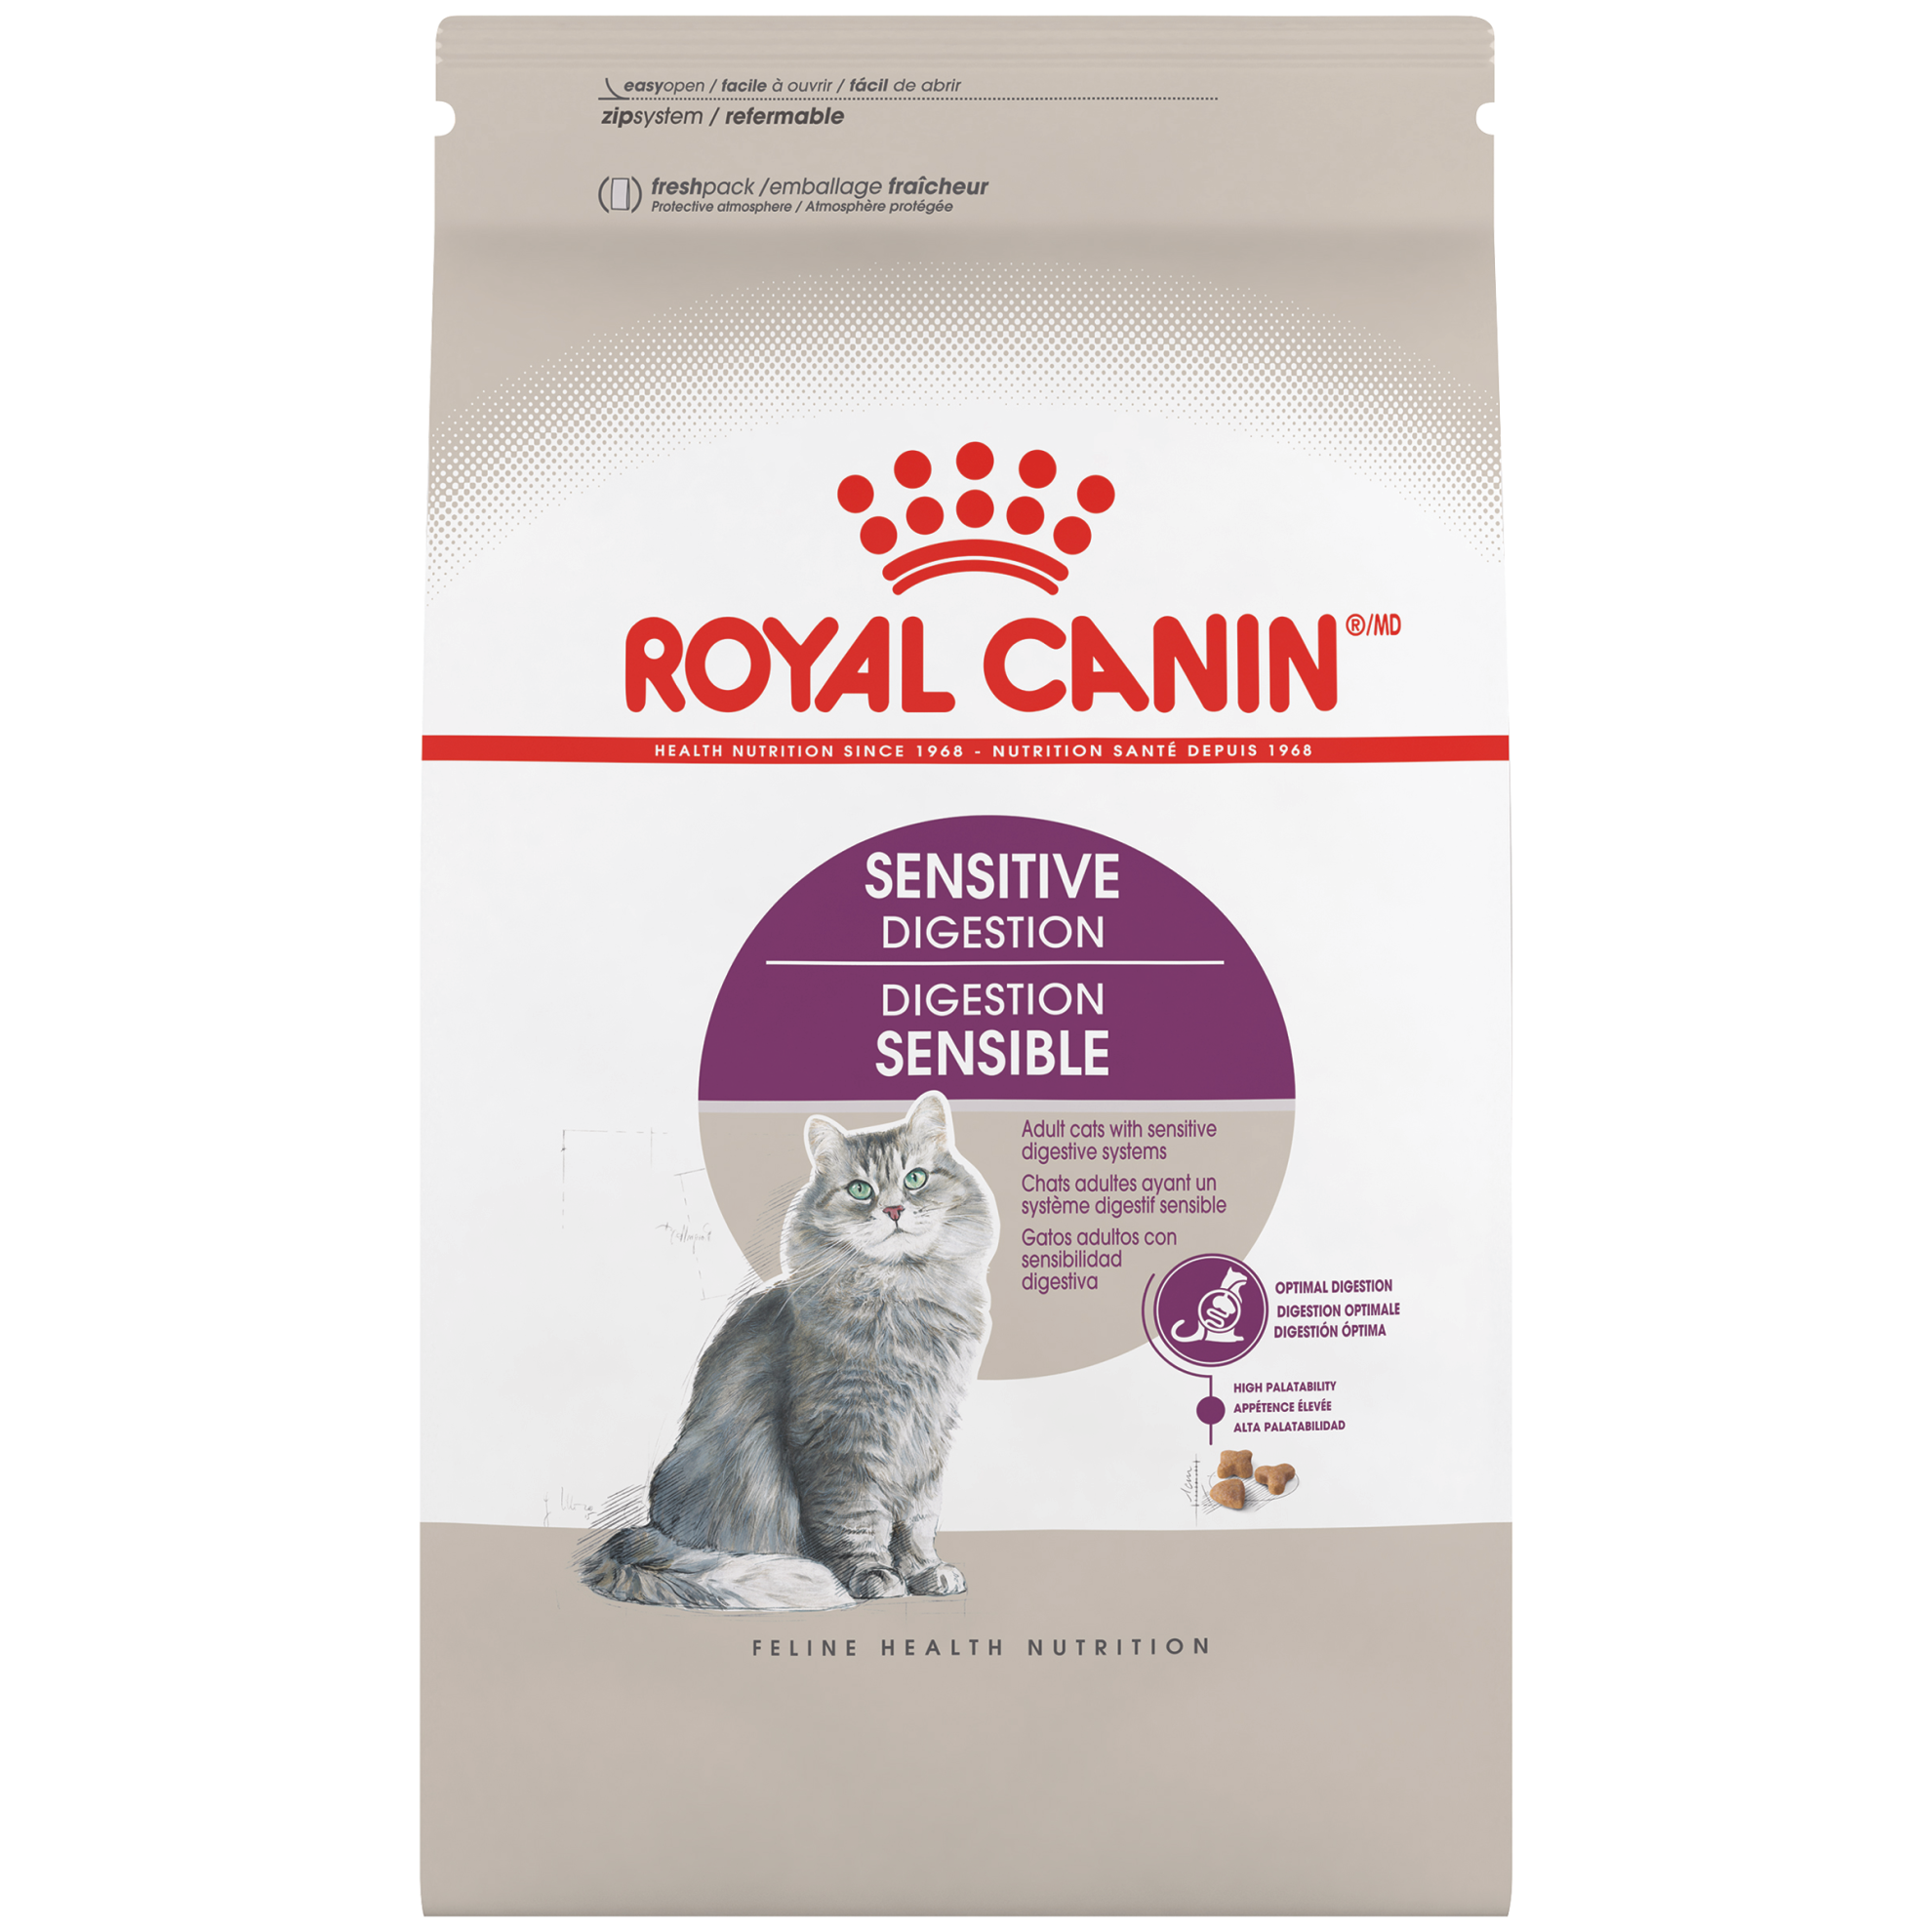 easyopen / facile à ouvrir / fácil de abrir
zipsystem / refermable
freshpack / emballage fraîcheur
Protective atmosphere / Atmosphère protégée
ROYAL CANIN®/MD
HEALTH NUTRITION SINCE 1968 - NUTRITION SANTÉ DEPUIS 1968
SENSITIVE
DIGESTION
DIGESTION
SENSIBLE
Adult cats with sensitive
digestive systems
Chats adultes ayant un
système digestif sensible
Gatos adultos con
sensibilidad
digestiva
OPTIMAL DIGESTION
DIGESTION OPTIMALE
DIGESTIÓN ÓPTIMA
HIGH PALATABILITY
APPÉTENCE ÉLEVÉE
ALTA PALATABILIDAD
FELINE HEALTH NUTRITION